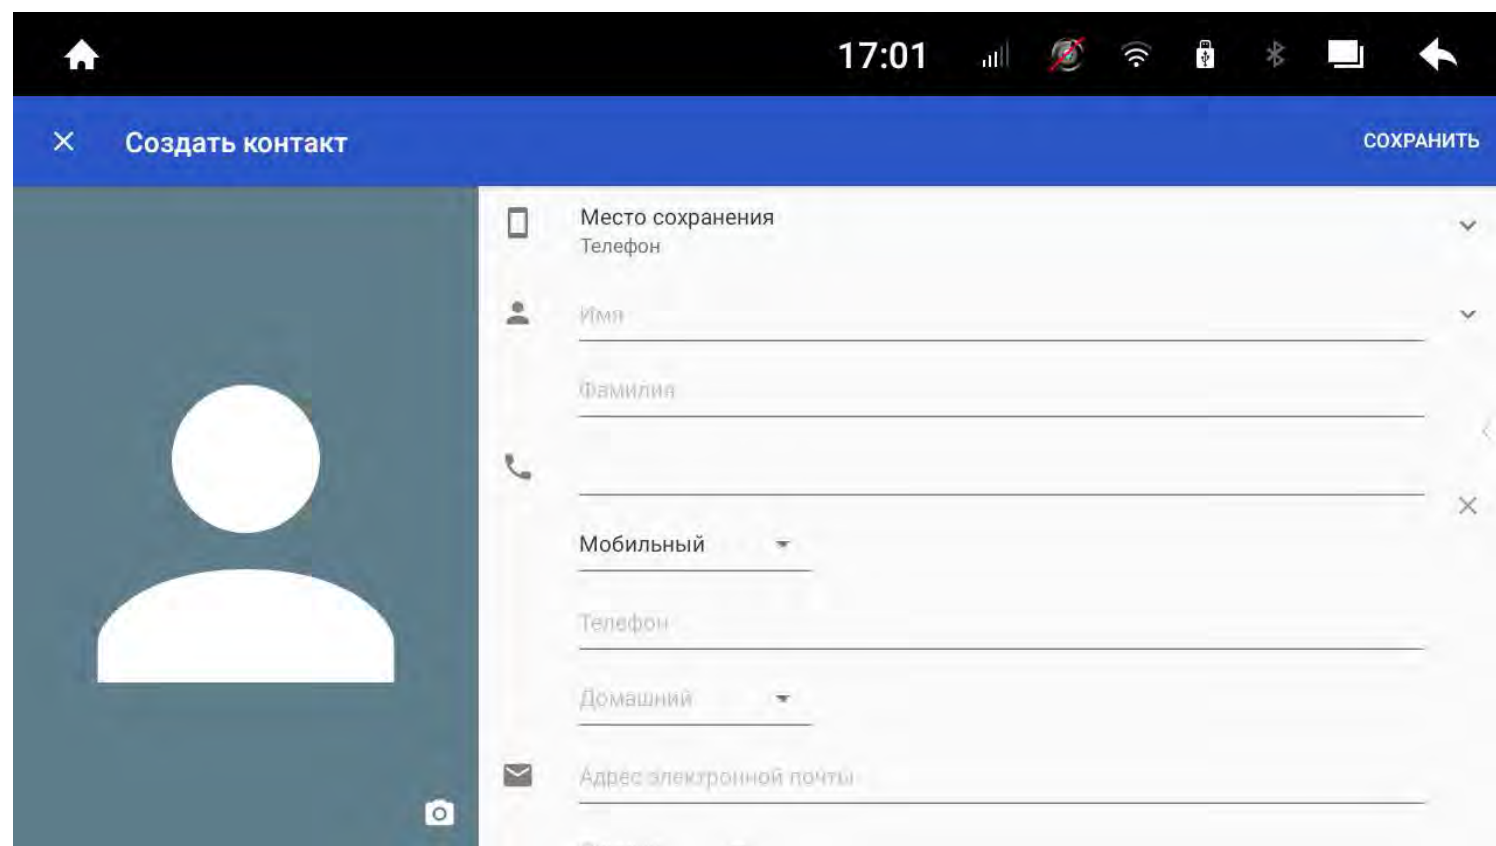 17:01
Создать контакт
СОХРАНИТЬ
Место сохранения
Телефон
Имя
Фамилия
Мобильный
Телефон
Домашний
Адрес электронной почты